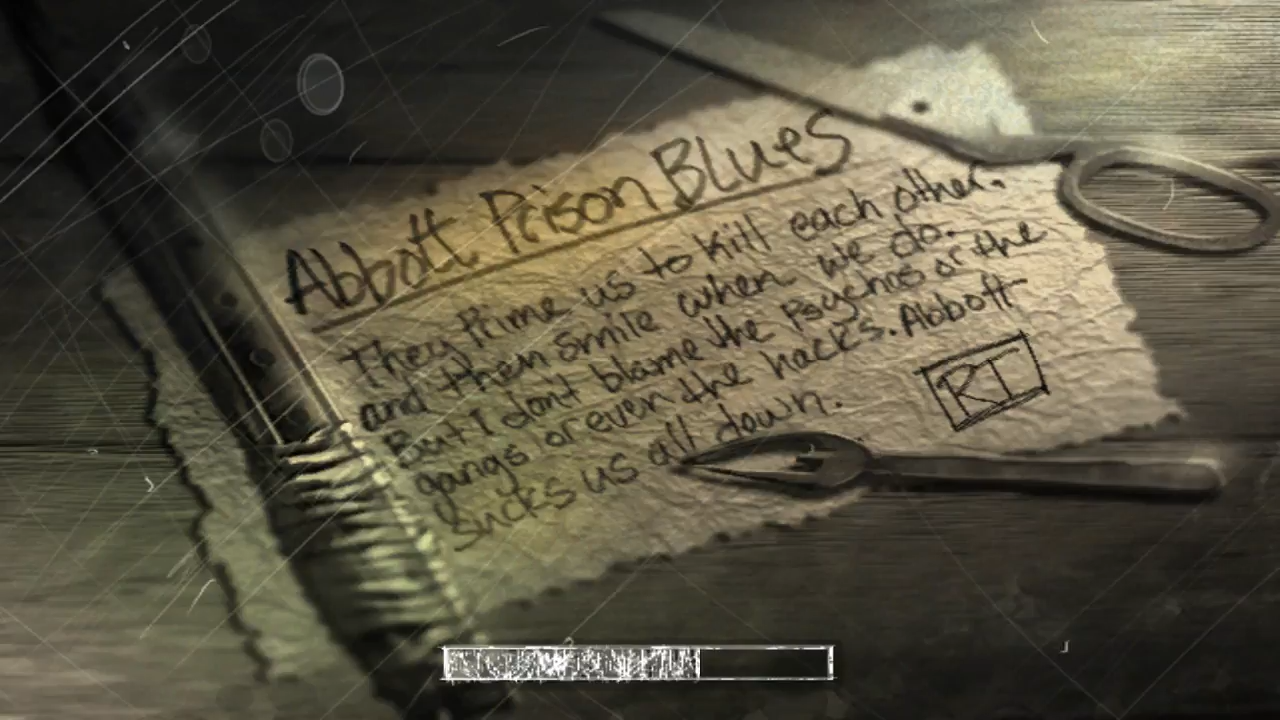 Abbott Prison Blues
They Prime us to kill each other.
and then smile when we do.
But I don't blame the Psychos or the
gangs or even the hacks. Abbott
sucks us all down.
RI